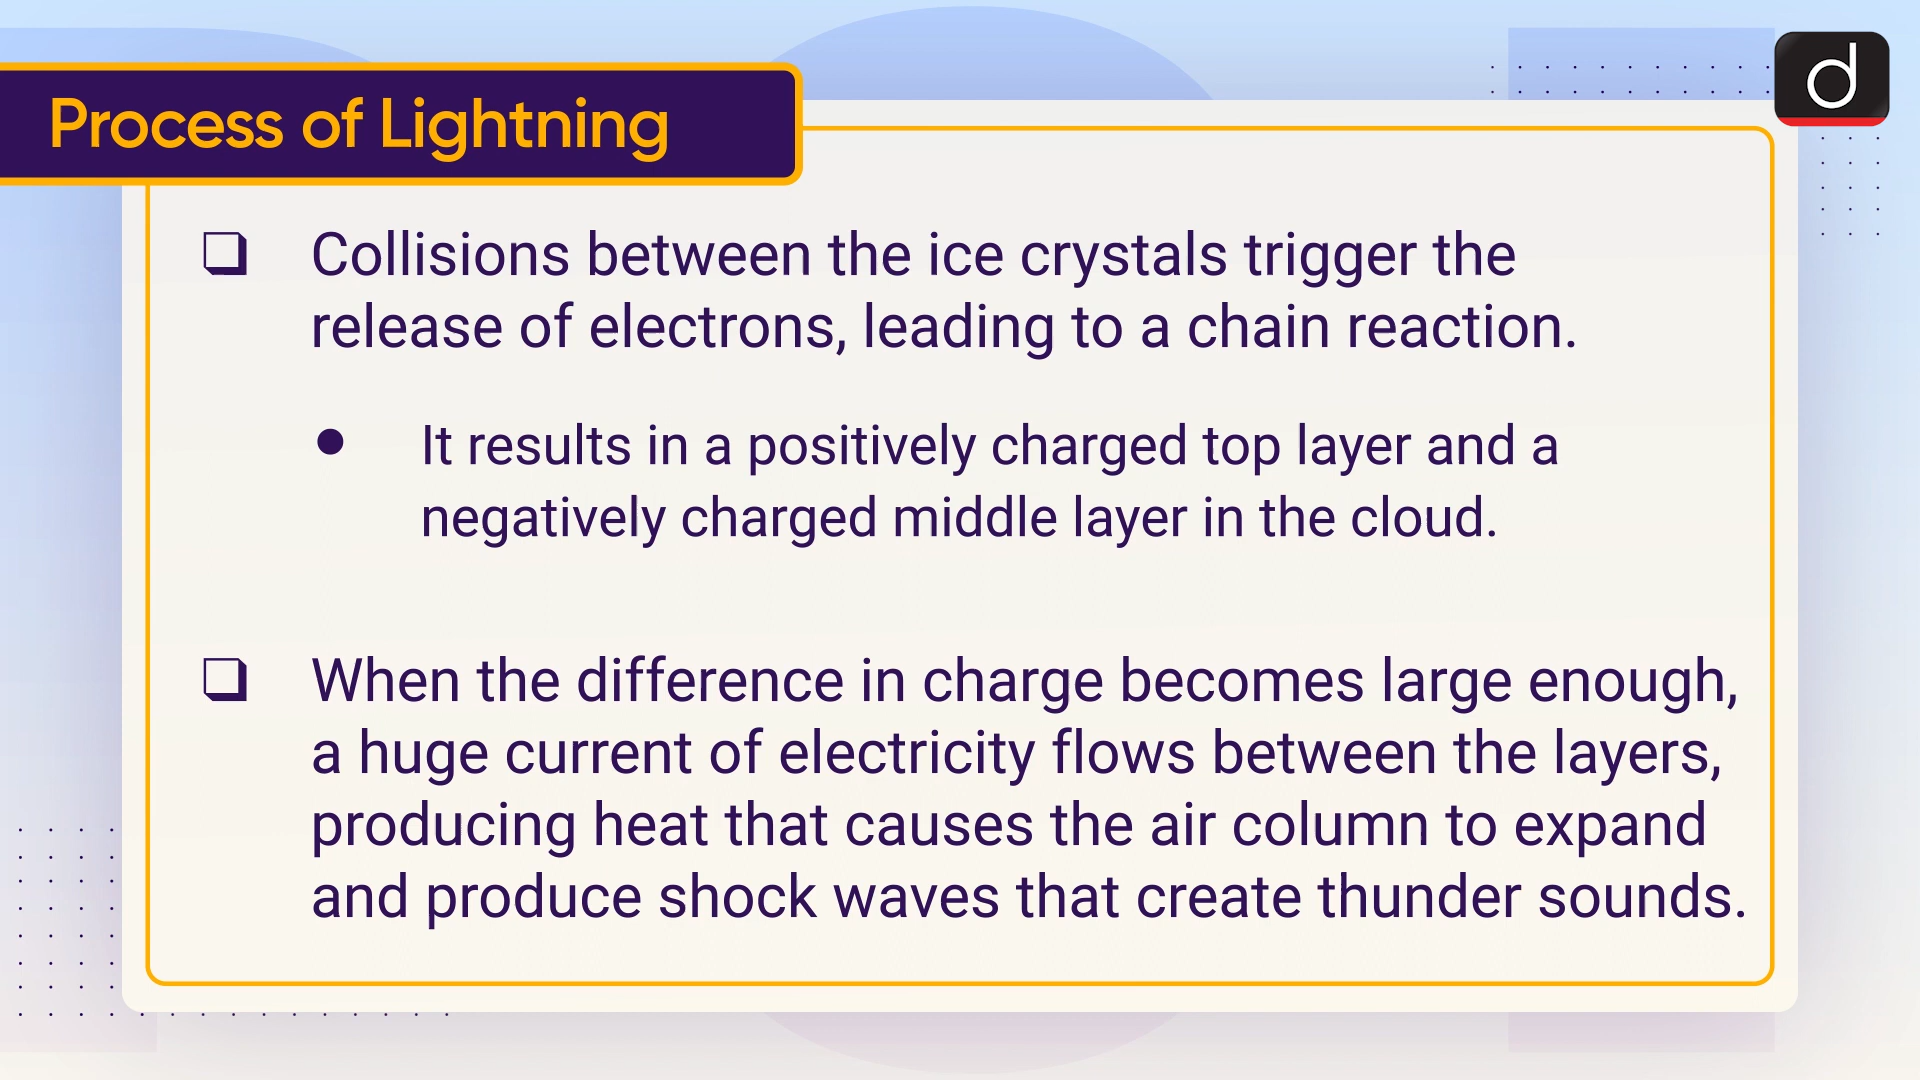 Process of Lightning
d
❑ Collisions between the ice crystals trigger the
release of electrons, leading to a chain reaction.
● It results in a positively charged top layer and a
negatively charged middle layer in the cloud.
❑ When the difference in charge becomes large enough,
a huge current of electricity flows between the layers,
producing heat that causes the air column to expand
and produce shock waves that create thunder sounds.